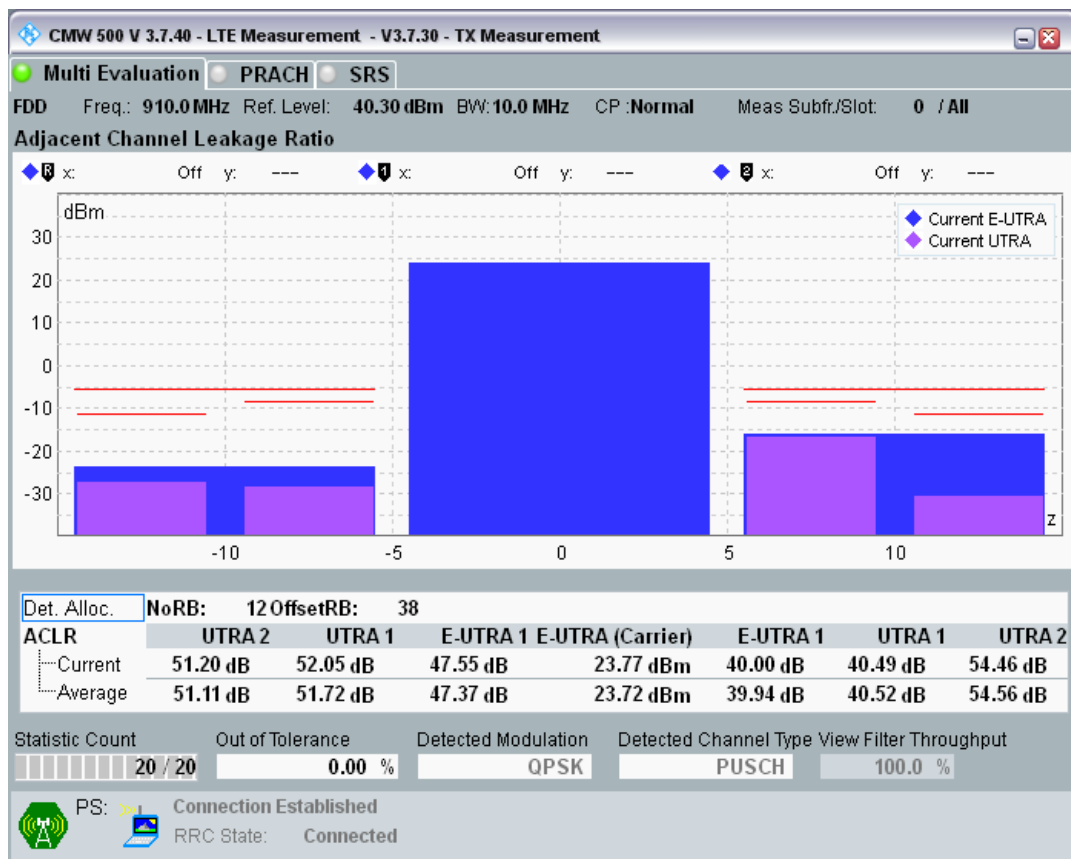 CMW 500 V 3.7.40 - LTE Measurement - V3.7.30 - TX Measurement
Multi Evaluation PRACH SRS
FDD Freq.: 910.0 MHz Ref. Level: 40.30 dBm BW: 10.0 MHz CP :Normal Meas Subfr./Slot: 0 / All
Adjacent Channel Leakage Ratio
R x: Off y: --- 1 x: Off y: --- 2 x: Off y: ---
dBm
Current E-UTRA
Current UTRA
30
20
10
0
-10
-20
-30
z
-10 -5 0 5 10
Det. Alloc. NoRB: 12 OffsetRB: 38
ACLR UTRA 2 UTRA 1 E-UTRA 1 E-UTRA (Carrier) E-UTRA 1 UTRA 1 UTRA 2
Current 51.20 dB 52.05 dB 47.55 dB 23.77 dBm 40.00 dB 40.49 dB 54.46 dB
Average 51.11 dB 51.72 dB 47.37 dB 23.72 dBm 39.94 dB 40.52 dB 54.56 dB
Statistic Count Out of Tolerance Detected Modulation Detected Channel Type View Filter Throughput
20 / 20 0.00 % QPSK PUSCH 100.0 %
PS: Connection Established
RRC State: Connected